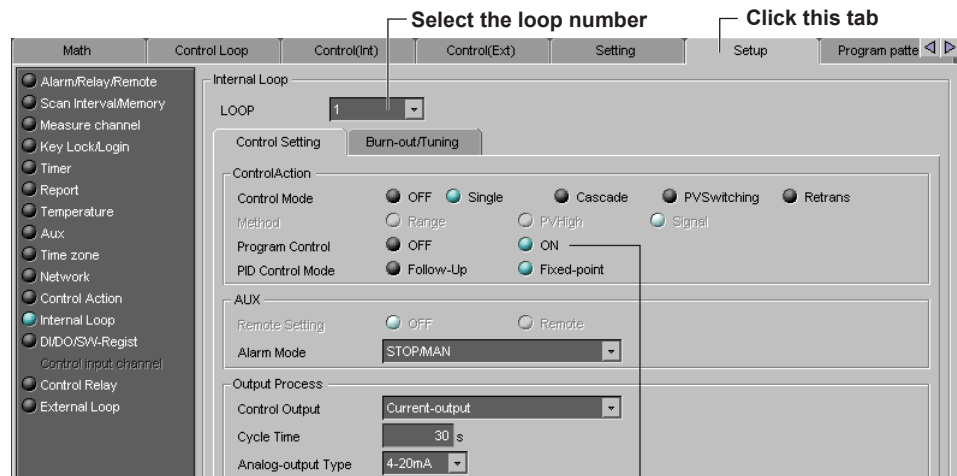 Select the loop number
Click this tab
Math Control Loop Control(Int) Control(Ext) Setting Setup Program patte
Alarm/Relay/Remote
Scan Interval/Memory
Measure channel
Key Lock/Login
Timer
Report
Temperature
Aux
Time zone
Network
Control Action
Internal Loop
DI/DO/SW-Regist
Control input channel
Control Relay
External Loop
Internal Loop
LOOP 1
Control Setting Burn-out/Tuning
ControlAction
Control Mode OFF Single Cascade PVSwitching Retrans
Method Range PVHigh Signal
Program Control OFF ON
PID Control Mode Follow-Up Fixed-point
AUX
Remote Setting OFF Remote
Alarm Mode STOP/MAN
Output Process
Control Output Current-output
Cycle Time 30 s
Analog-output Type 4-20mA